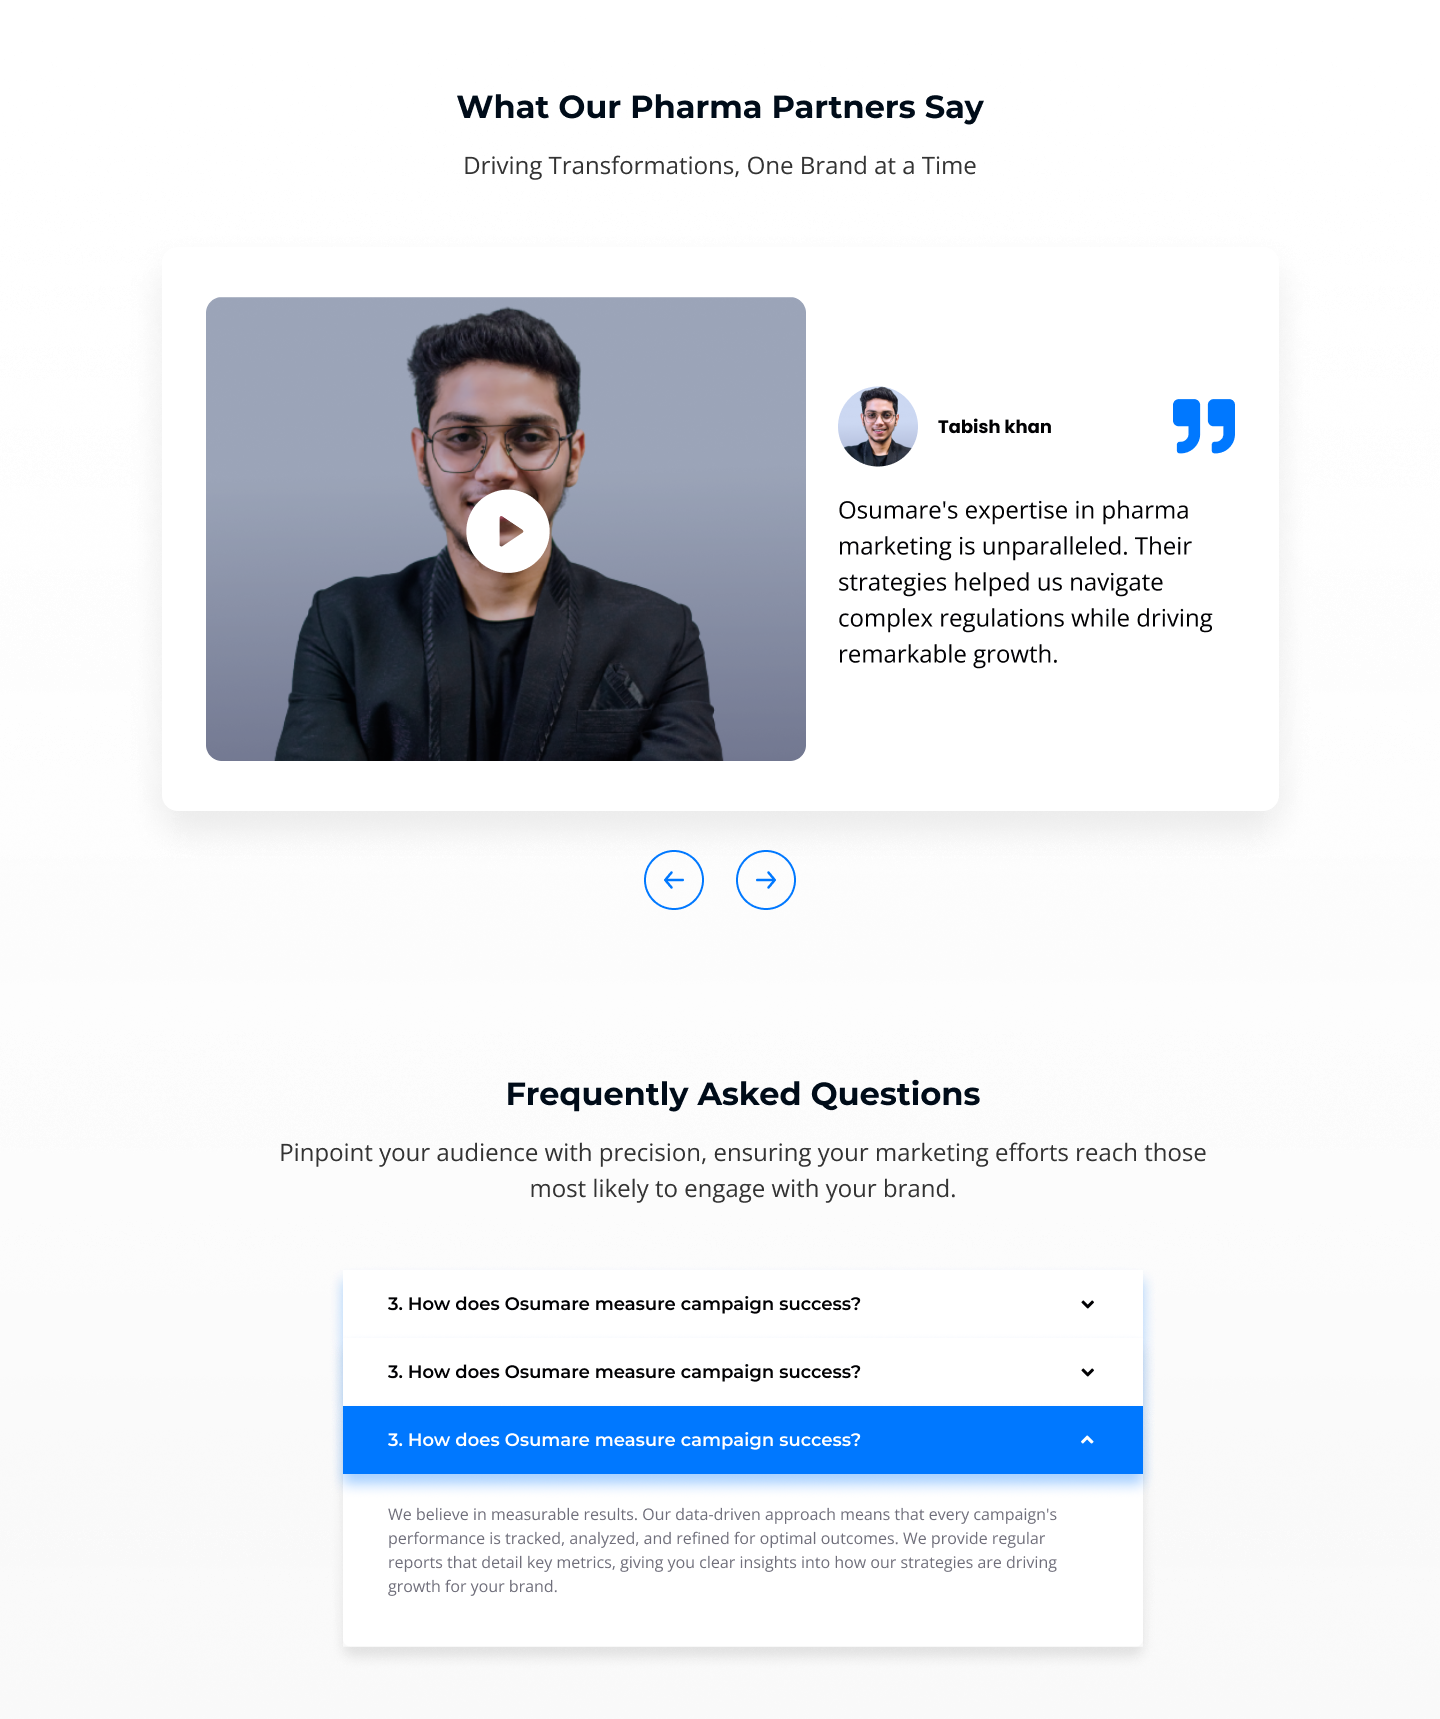 What Our Pharma Partners Say
Driving Transformations, One Brand at a Time
Tabish khan
Osumare's expertise in pharma
marketing is unparalleled. Their
strategies helped us navigate
complex regulations while driving
remarkable growth.
Frequently Asked Questions
Pinpoint your audience with precision, ensuring your marketing efforts reach those
most likely to engage with your brand.
3. How does Osumare measure campaign success?
3. How does Osumare measure campaign success?
3. How does Osumare measure campaign success?
We believe in measurable results. Our data-driven approach means that every campaign's
performance is tracked, analyzed, and refined for optimal outcomes. We provide regular
reports that detail key metrics, giving you clear insights into how our strategies are driving
growth for your brand.